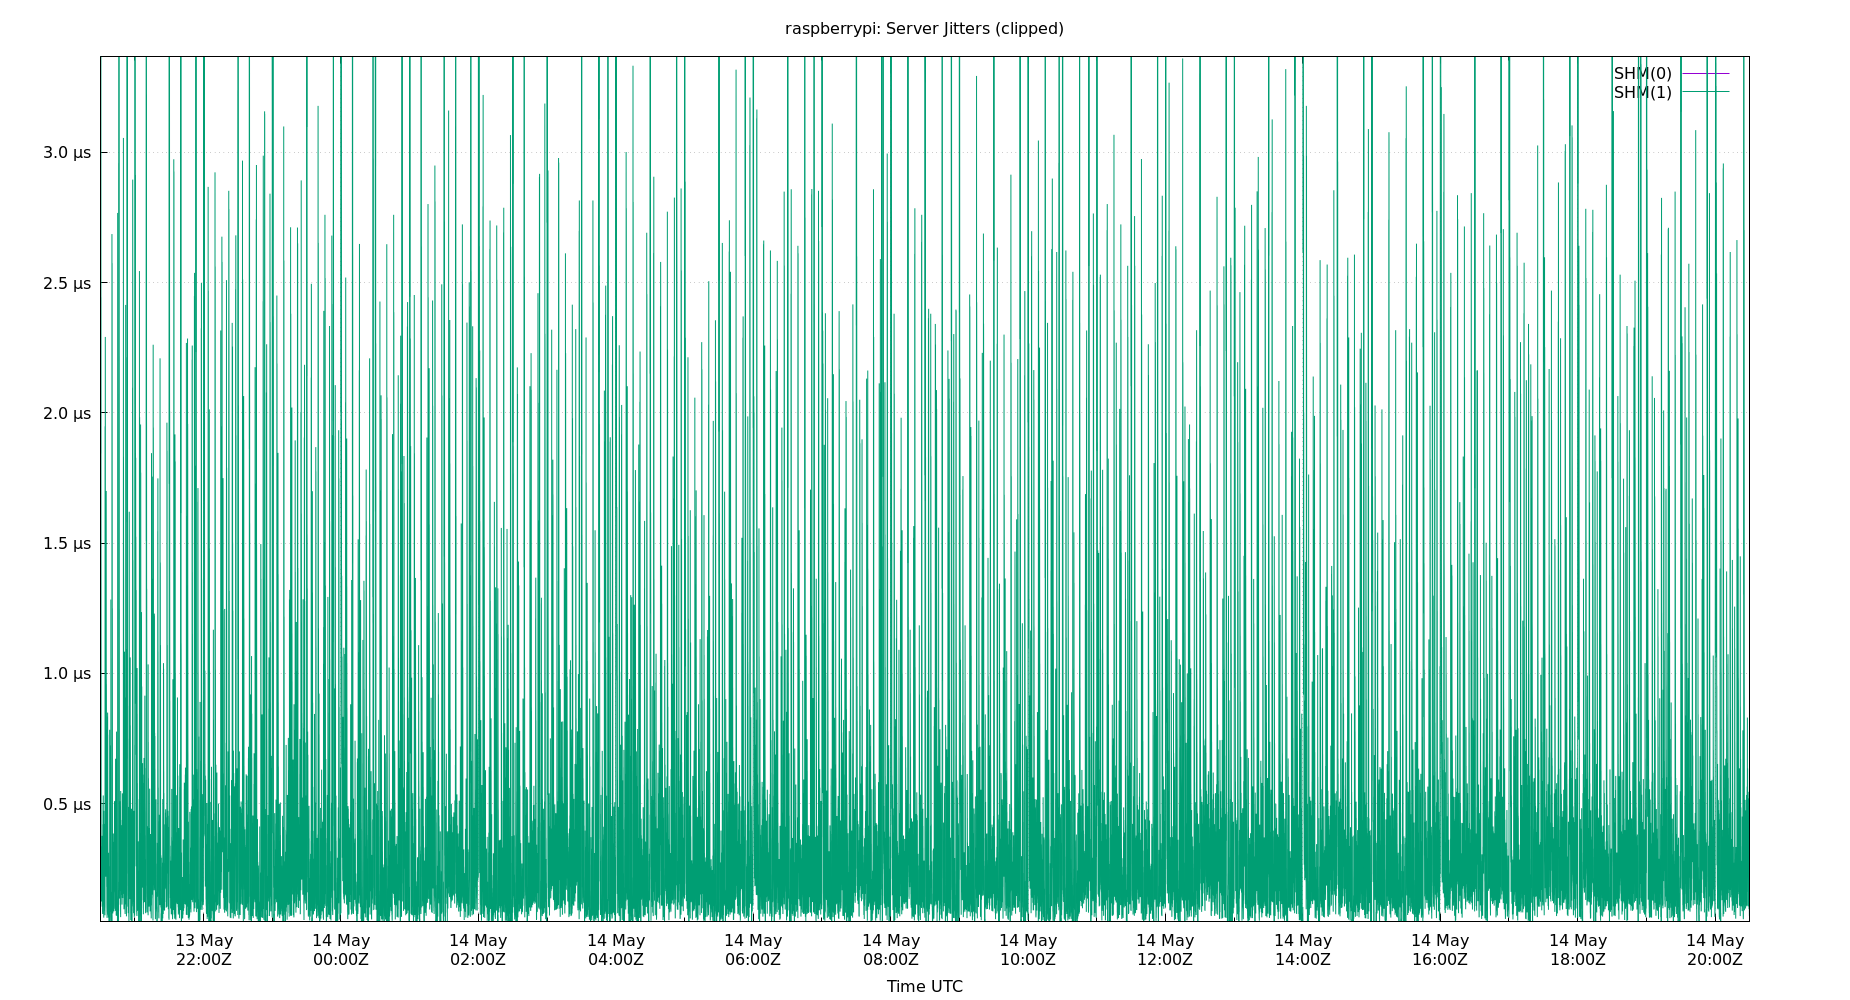 raspberrypi: Server Jitters (clipped)
SHM(0)
SHM(1)
3.0 µs
2.5 µs
2.0 µs
1.5 µs
1.0 µs
0.5 µs
13 May 14 May 14 May 14 May 14 May 14 May 14 May 14 May 14 May 14 May 14 May 14 May
22:00Z 00:00Z 02:00Z 04:00Z 06:00Z 08:00Z 10:00Z 12:00Z 14:00Z 16:00Z 18:00Z 20:00Z
Time UTC